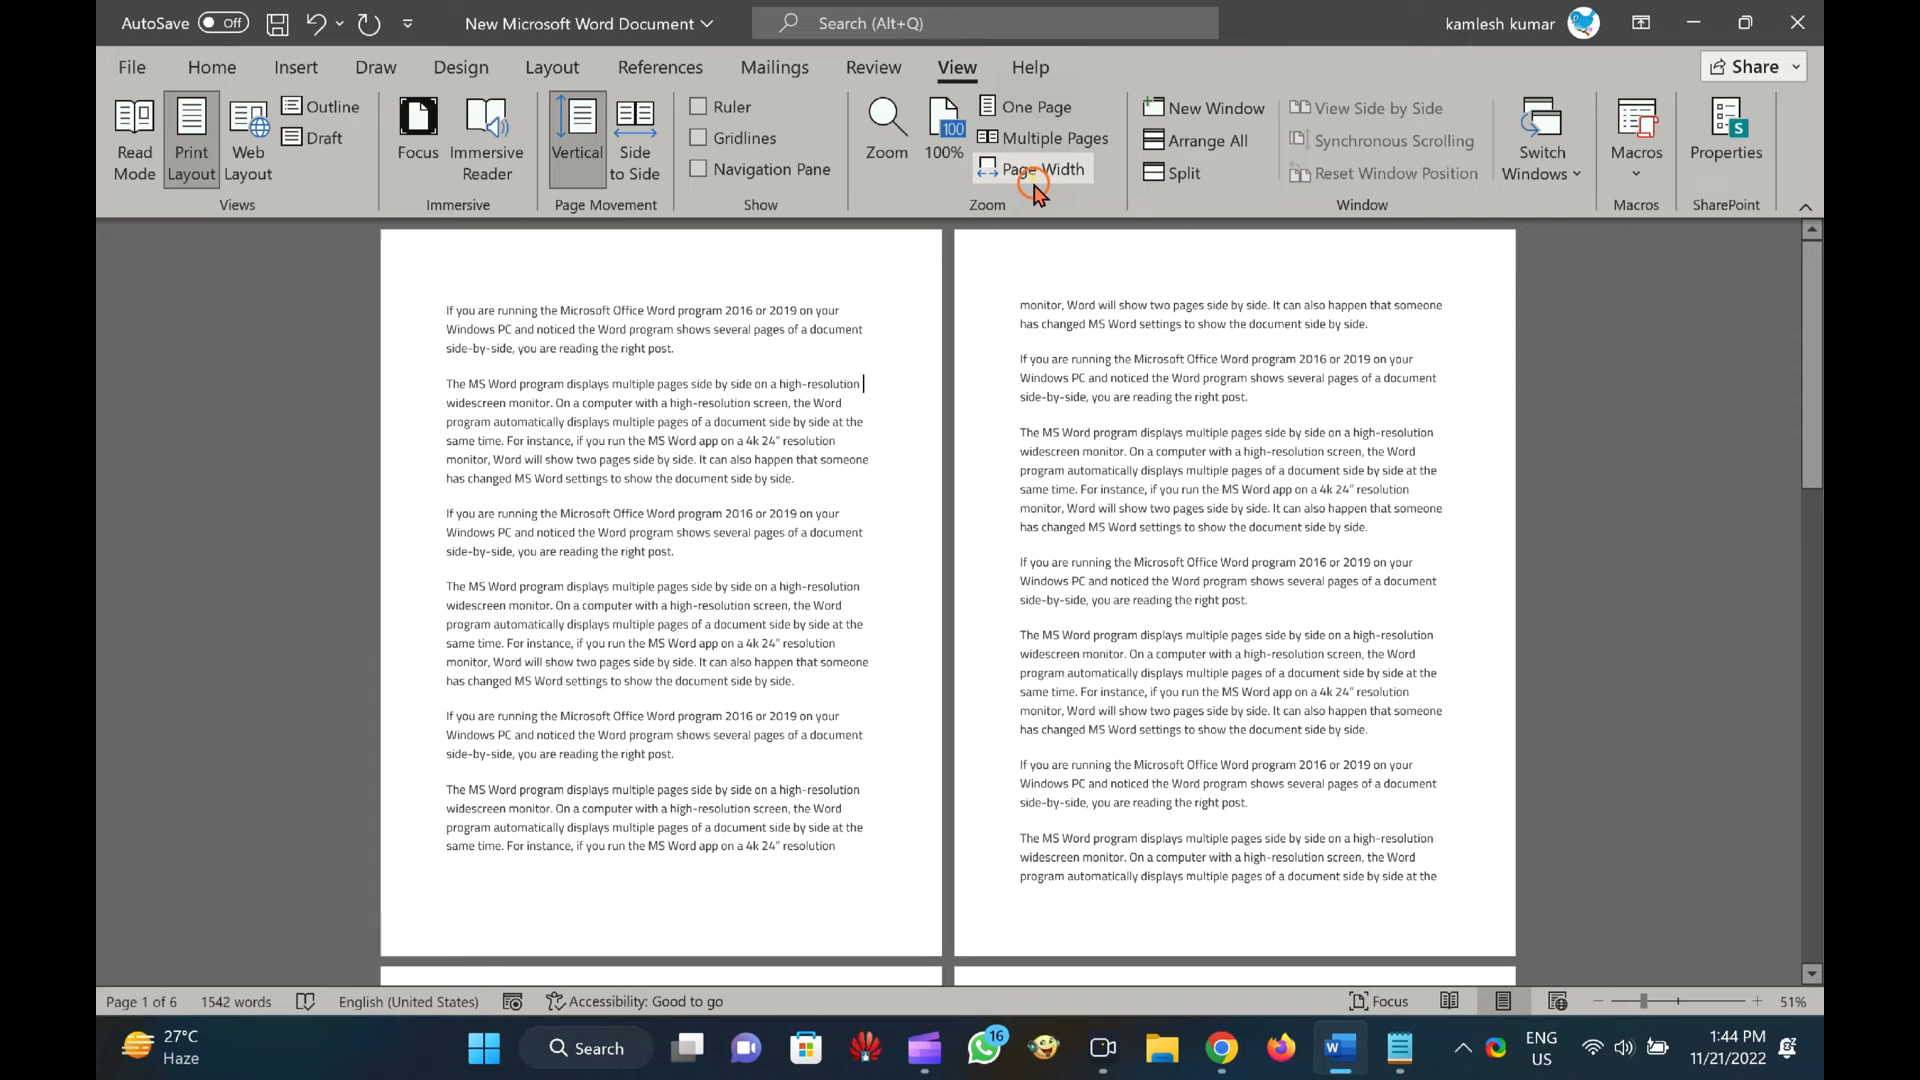 AutoSave Off New Microsoft Word Document Search (Alt+Q) kamlesh kumar
File Home Insert Draw Design Layout References Mailings Review View Help Share
Read Mode
Print Layout
Web Layout
Outline
Draft
Views
Focus
Immersive Reader
Immersive
Vertical
Side to Side
Page Movement
Ruler
Gridlines
Navigation Pane
Show
Zoom
100
100%
One Page
Multiple Pages
Page Width
Zoom
New Window
Arrange All
Split
View Side by Side
Synchronous Scrolling
Reset Window Position
Switch Windows
Window
Macros
Macros
S
Properties
SharePoint
If you are running the Microsoft Office Word program 2016 or 2019 on your
Windows PC and noticed the Word program shows several pages of a document
side-by-side, you are reading the right post.
The MS Word program displays multiple pages side by side on a high-resolution
widescreen monitor. On a computer with a high-resolution screen, the Word
program automatically displays multiple pages of a document side by side at the
same time. For instance, if you run the MS Word app on a 4k 24″ resolution
monitor, Word will show two pages side by side. It can also happen that someone
has changed MS Word settings to show the document side by side.
If you are running the Microsoft Office Word program 2016 or 2019 on your
Windows PC and noticed the Word program shows several pages of a document
side-by-side, you are reading the right post.
The MS Word program displays multiple pages side by side on a high-resolution
widescreen monitor. On a computer with a high-resolution screen, the Word
program automatically displays multiple pages of a document side by side at the
same time. For instance, if you run the MS Word app on a 4k 24″ resolution
monitor, Word will show two pages side by side. It can also happen that someone
has changed MS Word settings to show the document side by side.
If you are running the Microsoft Office Word program 2016 or 2019 on your
Windows PC and noticed the Word program shows several pages of a document
side-by-side, you are reading the right post.
The MS Word program displays multiple pages side by side on a high-resolution
widescreen monitor. On a computer with a high-resolution screen, the Word
program automatically displays multiple pages of a document side by side at the
same time. For instance, if you run the MS Word app on a 4k 24″ resolution
monitor, Word will show two pages side by side. It can also happen that someone
has changed MS Word settings to show the document side by side.
If you are running the Microsoft Office Word program 2016 or 2019 on your
Windows PC and noticed the Word program shows several pages of a document
side-by-side, you are reading the right post.
The MS Word program displays multiple pages side by side on a high-resolution
widescreen monitor. On a computer with a high-resolution screen, the Word
program automatically displays multiple pages of a document side by side at the
same time. For instance, if you run the MS Word app on a 4k 24″ resolution
monitor, Word will show two pages side by side. It can also happen that someone
has changed MS Word settings to show the document side by side.
If you are running the Microsoft Office Word program 2016 or 2019 on your
Windows PC and noticed the Word program shows several pages of a document
side-by-side, you are reading the right post.
The MS Word program displays multiple pages side by side on a high-resolution
widescreen monitor. On a computer with a high-resolution screen, the Word
program automatically displays multiple pages of a document side by side at the
same time. For instance, if you run the MS Word app on a 4k 24″ resolution
monitor, Word will show two pages side by side. It can also happen that someone
has changed MS Word settings to show the document side by side.
If you are running the Microsoft Office Word program 2016 or 2019 on your
Windows PC and noticed the Word program shows several pages of a document
side-by-side, you are reading the right post.
The MS Word program displays multiple pages side by side on a high-resolution
widescreen monitor. On a computer with a high-resolution screen, the Word
program automatically displays multiple pages of a document side by side at the
Page 1 of 6 1542 words English (United States) Accessibility: Good to go Focus 51%
27°C
Haze
Search
16
W
ENG
US
1:44 PM
11/21/2022